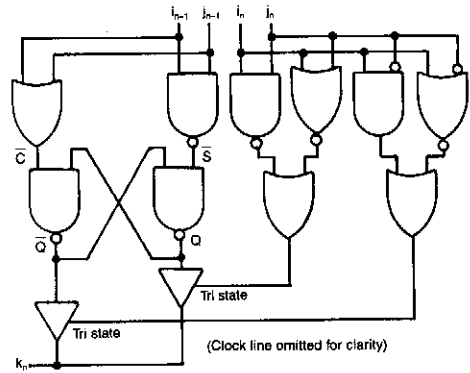 i_{n-1} j_{n-1} i_n j_n
C̅ S̅
Q̅ Q
Tri state
Tri state
(Clock line omitted for clarity)
k_n